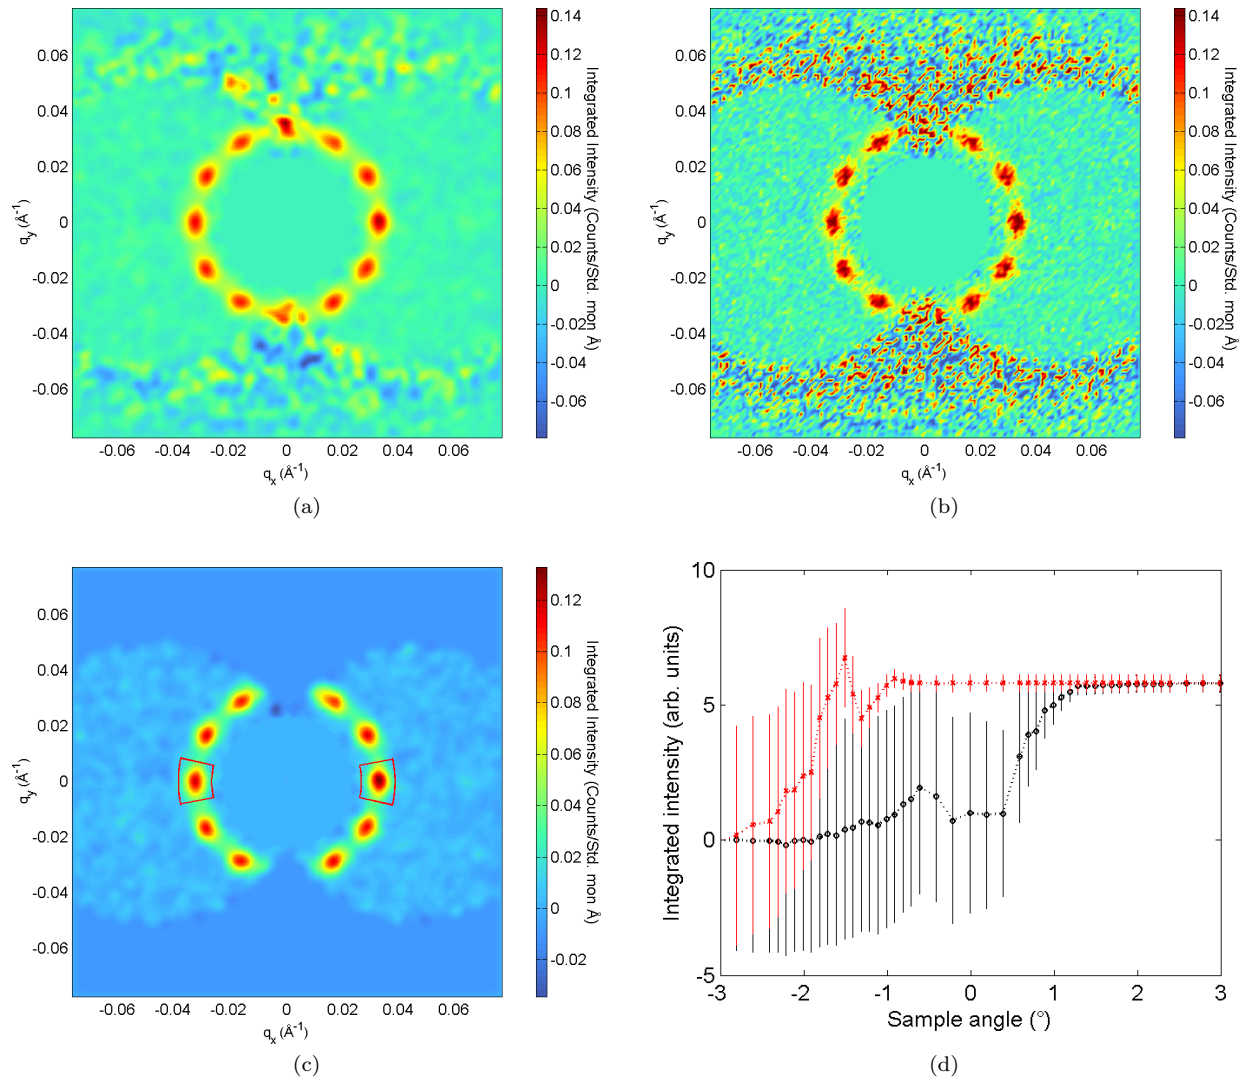 0.06
0.04
0.02
0
-0.02
-0.04
-0.06
q_y (Å⁻¹)
-0.06 -0.04 -0.02 0 0.02 0.04 0.06
q_x (Å⁻¹)
0.14
0.12
0.10
0.08
0.06
0.04
0.02
0
-0.02
-0.04
-0.06
Integrated Intensity (Counts/Std. mon Å)
(a)
0.06
0.04
0.02
0
-0.02
-0.04
-0.06
q_y (Å⁻¹)
-0.06 -0.04 -0.02 0 0.02 0.04 0.06
q_x (Å⁻¹)
0.14
0.12
0.10
0.08
0.06
0.04
0.02
0
-0.02
-0.04
-0.06
Integrated Intensity (Counts/Std. mon Å)
(b)
0.06
0.04
0.02
0
-0.02
-0.04
-0.06
q_y (Å⁻¹)
-0.06 -0.04 -0.02 0 0.02 0.04 0.06
q_x (Å⁻¹)
0.12
0.10
0.08
0.06
0.04
0.02
0
-0.02
Integrated Intensity (Counts/Std mon Å)
(c)
10
5
0
-5
Integrated intensity (arb. units)
-3 -2 -1 0 1 2 3
Sample angle (°)
(d)